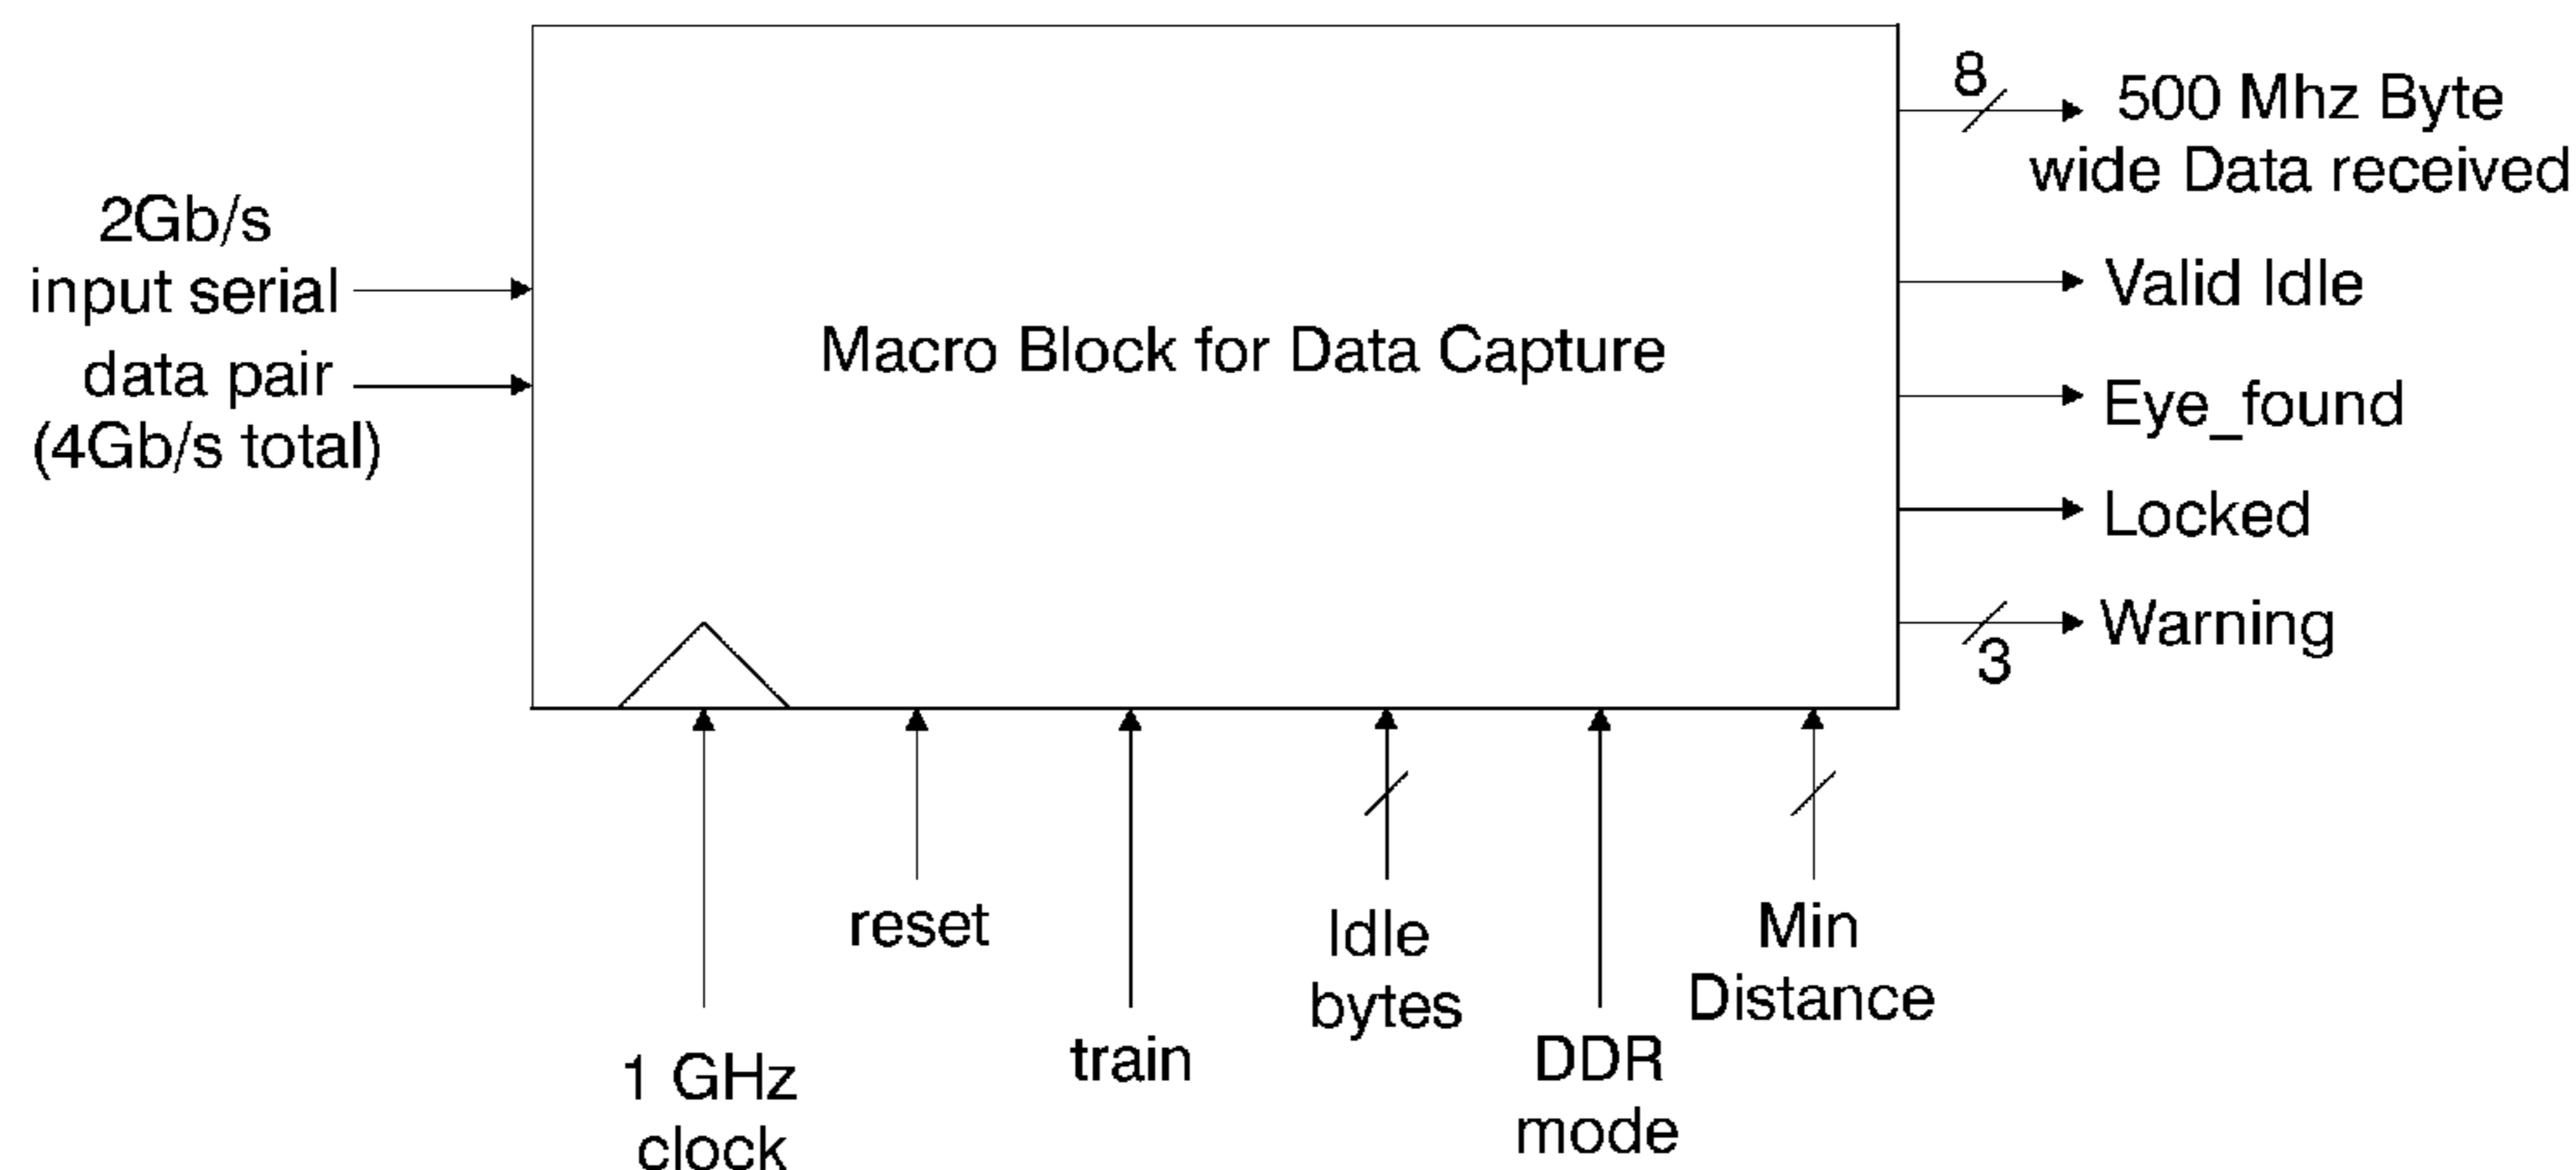 2Gb/s
input serial
data pair
(4Gb/s total)
Macro Block for Data Capture
8
500 Mhz Byte
wide Data received
Valid Idle
Eye_found
Locked
Warning
3
1 GHz
clock
reset
train
Idle
bytes
DDR
mode
Min
Distance